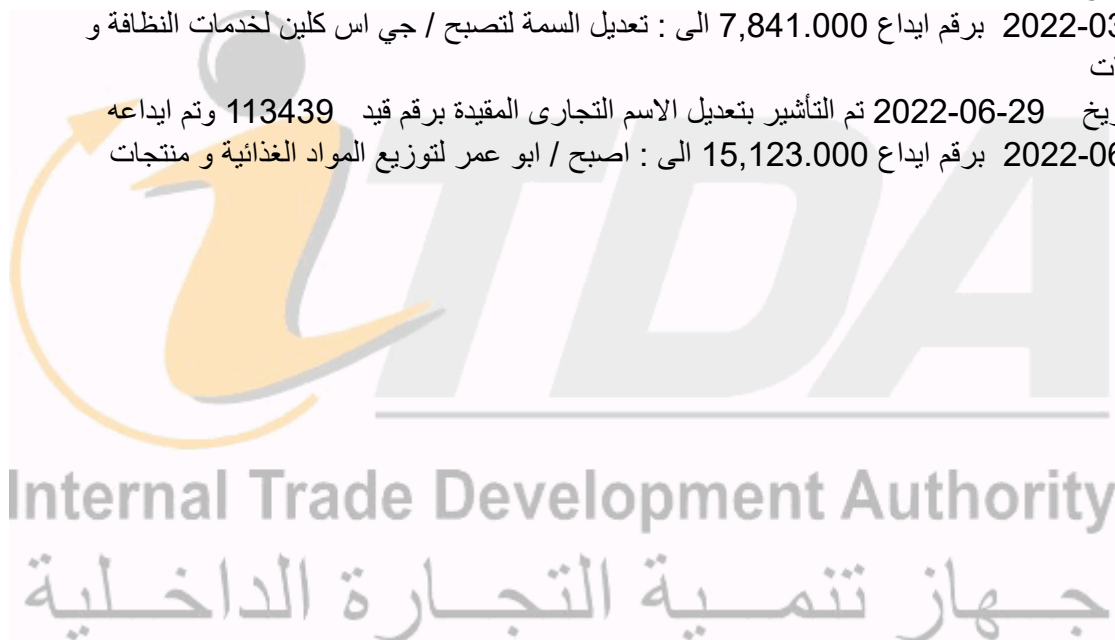 2022-03 برقم ايداع 7,841.000 الى : تعديل السمة لتصبح / جي اس كلين لخدمات النظافة و
2022-06-29 تم التأشير بتعديل الاسم التجارى المقيدة برقم قيد 113439 وتم ايداعه
2022-06 برقم ايداع 15,123.000 الى : اصبح / ابو عمر لتوزيع المواد الغذائية و منتجات
iTDA
Internal Trade Development Authority
جهاز تنمية التجارة الداخلية